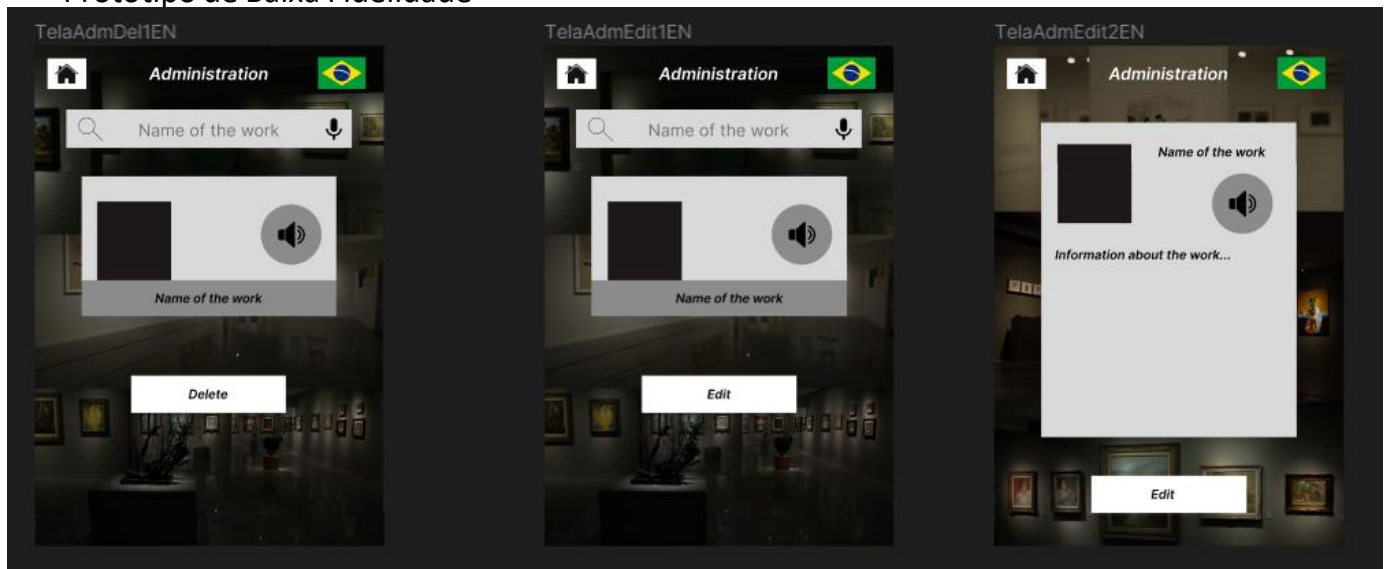 Protótipo de Baixa Fidelidade
TelaAdmDel1EN
Administration
Name of the work
Name of the work
Delete
TelaAdmEdit1EN
Administration
Name of the work
Name of the work
Edit
TelaAdmEdit2EN
Administration
Name of the work
Information about the work...
Edit